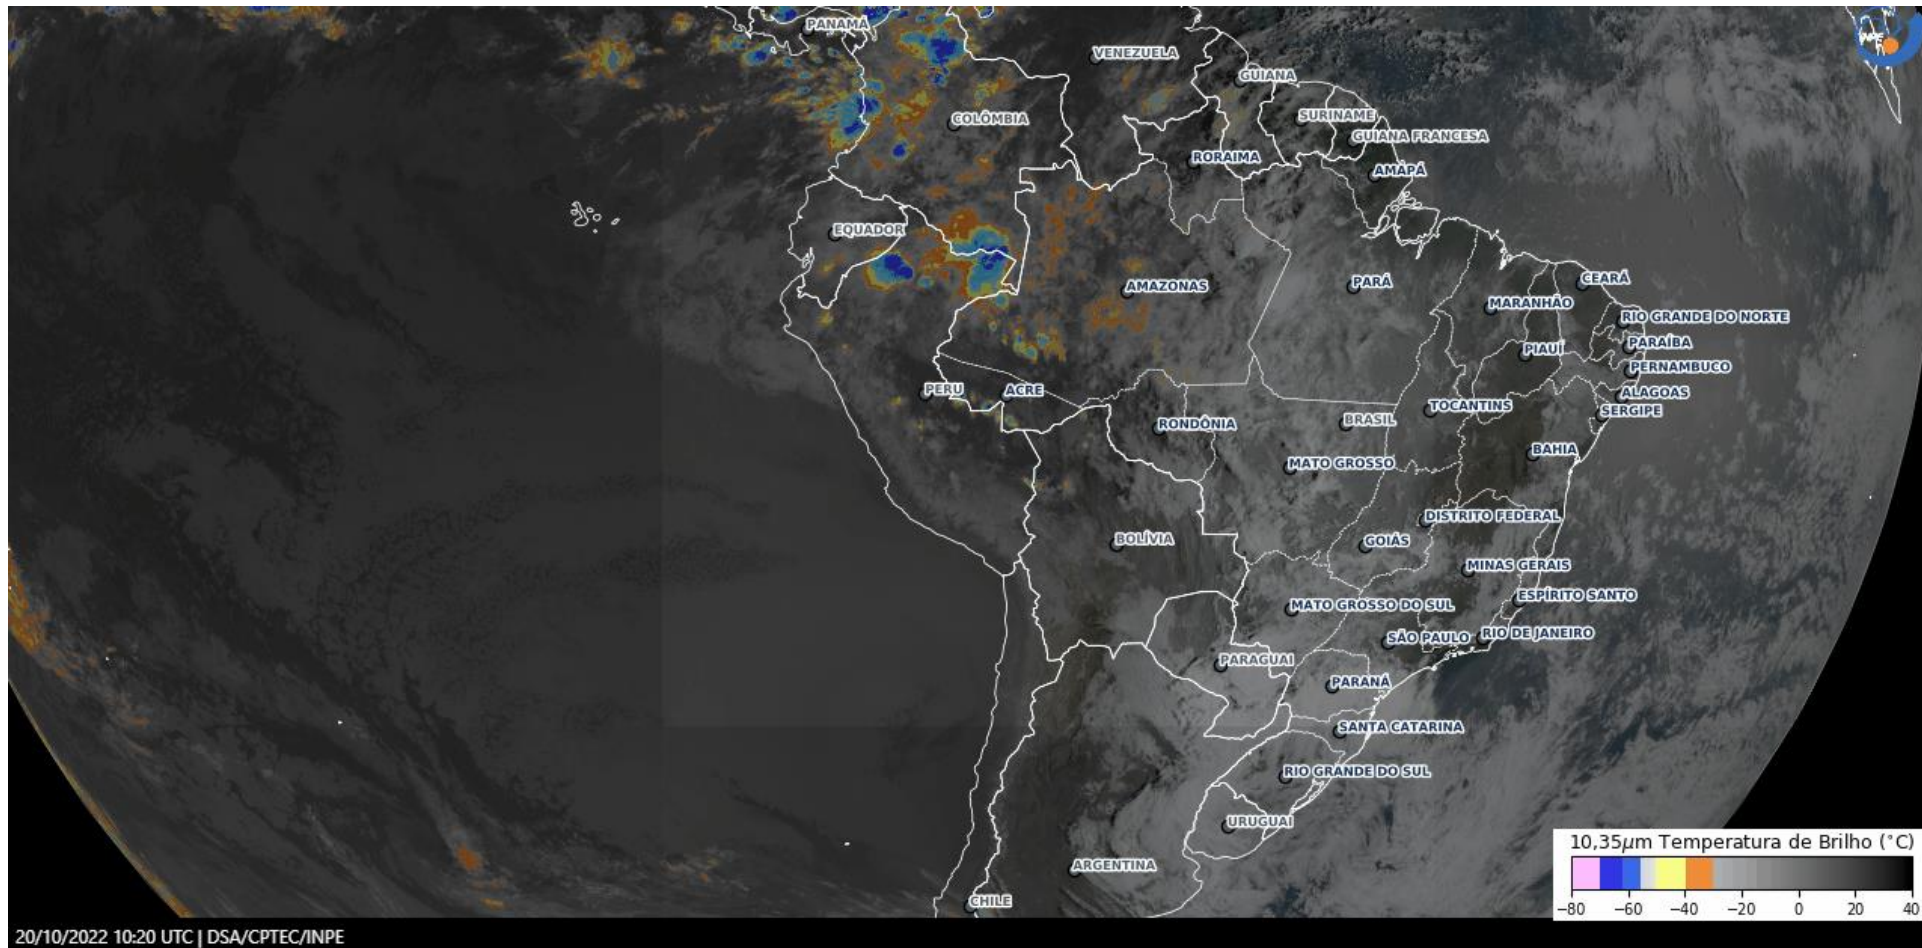 PANAMÁ
VENEZUELA
GUIANA
COLÔMBIA
SURINAME
GUIANA FRANCESA
RORAIMA
AMAPÁ
EQUADOR
AMAZONAS
PARÁ
CEARÁ
MARANHÃO
RIO GRANDE DO NORTE
PARAÍBA
PIAUÍ
PERNAMBUCO
PERU
ACRE
ALAGOAS
TOCANTINS
SERGIPE
BRASIL
RONDÔNIA
BAHIA
MATO GROSSO
DISTRITO FEDERAL
BOLÍVIA
GOIÁS
MINAS GERAIS
ESPÍRITO SANTO
MATO GROSSO DO SUL
SÃO PAULO
RIO DE JANEIRO
PARAGUAI
PARANÁ
SANTA CATARINA
RIO GRANDE DO SUL
URUGUAI
ARGENTINA
CHILE
10,35μm Temperatura de Brilho (°C)
−80 −60 −40 −20 0 20 40
20/10/2022 10:20 UTC | DSA/CPTEC/INPE